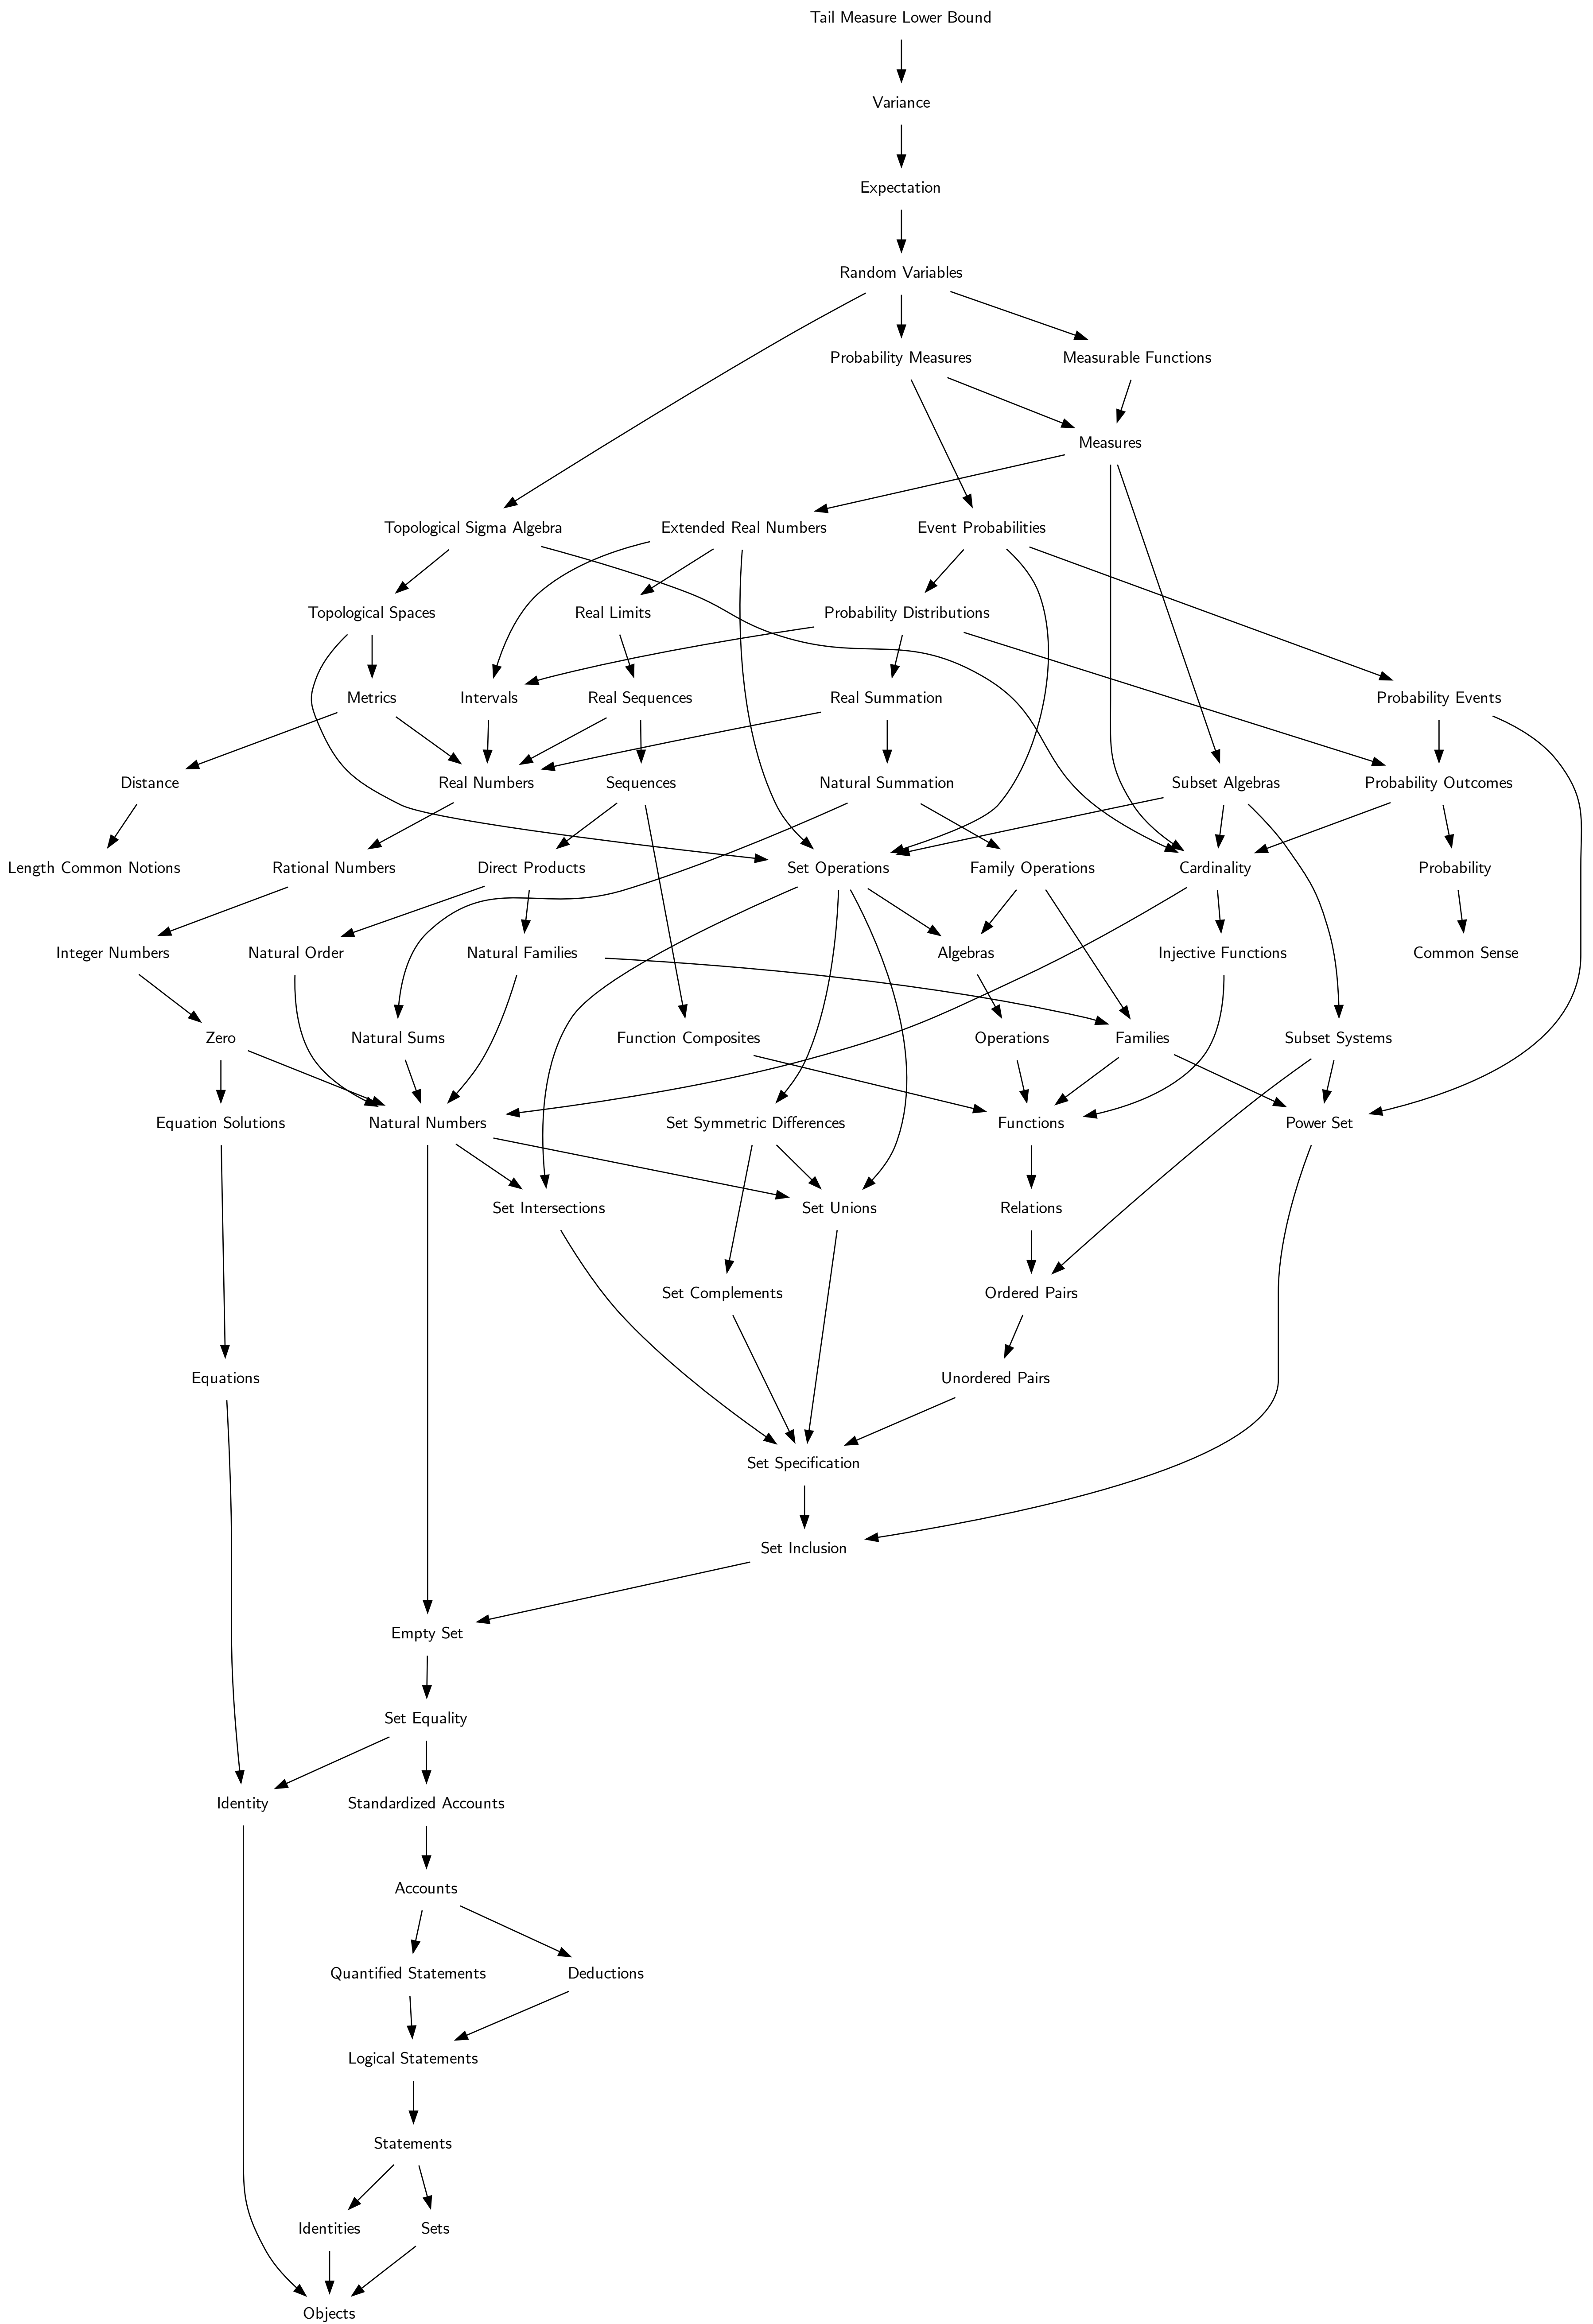 Tail Measure Lower Bound
Variance
Expectation
Random Variables
Probability Measures
Measurable Functions
Measures
Topological Sigma Algebra
Extended Real Numbers
Event Probabilities
Topological Spaces
Real Limits
Probability Distributions
Metrics
Intervals
Real Sequences
Real Summation
Probability Events
Distance
Real Numbers
Sequences
Natural Summation
Subset Algebras
Probability Outcomes
Length Common Notions
Rational Numbers
Direct Products
Set Operations
Family Operations
Cardinality
Probability
Integer Numbers
Natural Order
Natural Families
Algebras
Injective Functions
Common Sense
Zero
Natural Sums
Function Composites
Operations
Families
Subset Systems
Equation Solutions
Natural Numbers
Set Symmetric Differences
Functions
Power Set
Set Intersections
Set Unions
Relations
Set Complements
Ordered Pairs
Equations
Unordered Pairs
Set Specification
Set Inclusion
Empty Set
Set Equality
Identity
Standardized Accounts
Accounts
Quantified Statements
Deductions
Logical Statements
Statements
Identities
Sets
Objects